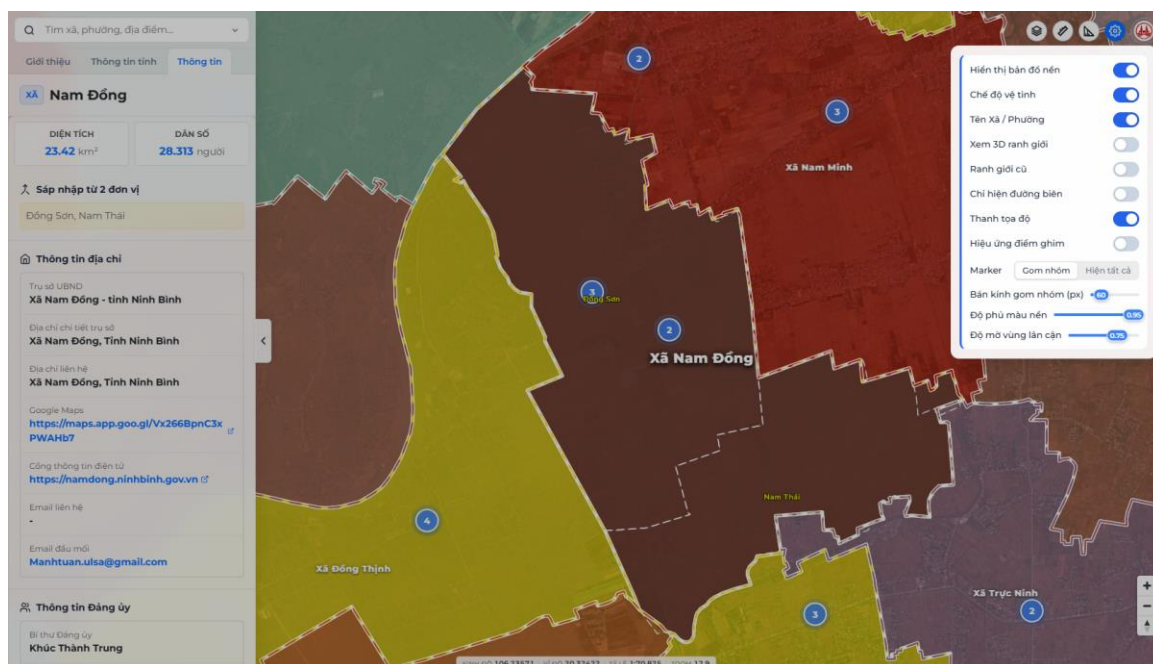 Tìm xã, phường, địa điểm...
Giới thiệu Thông tin tỉnh Thông tin
XÃ Nam Đồng
DIỆN TÍCH
23.42 km²
DÂN SỐ
28.313 người
Sáp nhập từ 2 đơn vị
Đồng Sơn, Nam Thái
Thông tin địa chỉ
Trụ sở UBND
Xã Nam Đồng - tỉnh Ninh Bình
Địa chỉ chi tiết trụ sở
Xã Nam Đồng, Tỉnh Ninh Bình
Địa chỉ liên hệ
Xã Nam Đồng, Tỉnh Ninh Bình
Google Maps
https://maps.app.goo.gl/Vx266BpnC3x
PWAHb7
Cổng thông tin điện tử
https://namdong.ninhbinh.gov.vn
Email liên hệ
-
Email đầu mối
Manhtuan.ulsa@gmail.com
Thông tin Đảng ủy
Bí thư Đảng ủy
Khúc Thành Trung
2
3
Xã Nam Minh
3
Đồng Sơn
2
Xã Nam Đồng
Nam Thái
4
Xã Đồng Thịnh
3
Xã Trực Ninh
2
Hiển thị bản đồ nền
Chế độ vệ tinh
Tên Xã / Phường
Xem 3D ranh giới
Ranh giới cũ
Chỉ hiện đường biên
Thanh tọa độ
Hiệu ứng điểm ghim
Marker Gom nhóm Hiện tất cả
Bán kính gom nhóm (px) 60
Độ phủ màu nền 0.95
Độ mờ vùng lân cận 0.75
+
−